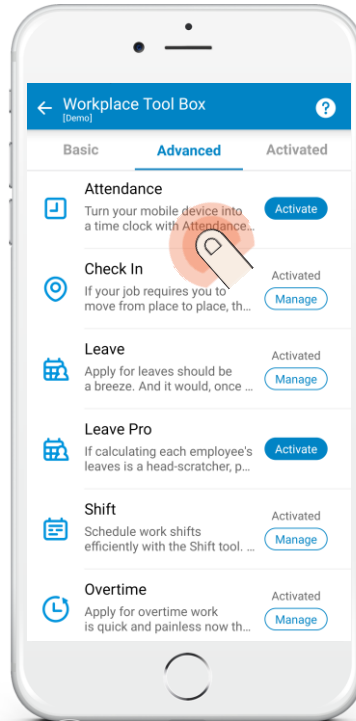 Workplace Tool Box
[Demo]
?
Basic Advanced Activated
Attendance
Turn your mobile device into
a time clock with Attendance...
Activate
Check In
If your job requires you to
move from place to place, th...
Activated
Manage
Leave
Apply for leaves should be
a breeze. And it would, once ...
Activated
Manage
Leave Pro
If calculating each employee's
leaves is a head-scratcher, p...
Activate
Shift
Schedule work shifts
efficiently with the Shift tool. ...
Activated
Manage
Overtime
Apply for overtime work
is quick and painless now th...
Activated
Manage